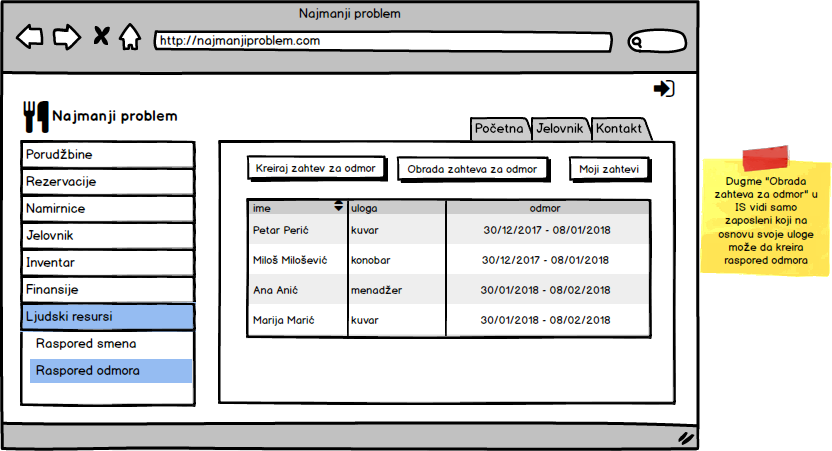 Najmanji problem
http://najmanjiproblem.com
Najmanji problem
Početna Jelovnik Kontakt
Porudžbine
Rezervacije
Namirnice
Jelovnik
Inventar
Finansije
Ljudski resursi
Raspored smena
Raspored odmora
Kreiraj zahtev za odmor Obrada zahteva za odmor Moji zahtevi
ime uloga odmor
Petar Perić kuvar 30/12/2017 - 08/01/2018
Miloš Milošević konobar 30/12/2017 - 08/01/2018
Ana Anić menadžer 30/01/2018 - 08/02/2018
Marija Marić kuvar 30/01/2018 - 08/02/2018
Dugme "Obrada
zahteva za odmor" u
IS vidi samo
zaposleni koji na
osnovu svoje uloge
može da kreira
raspored odmora